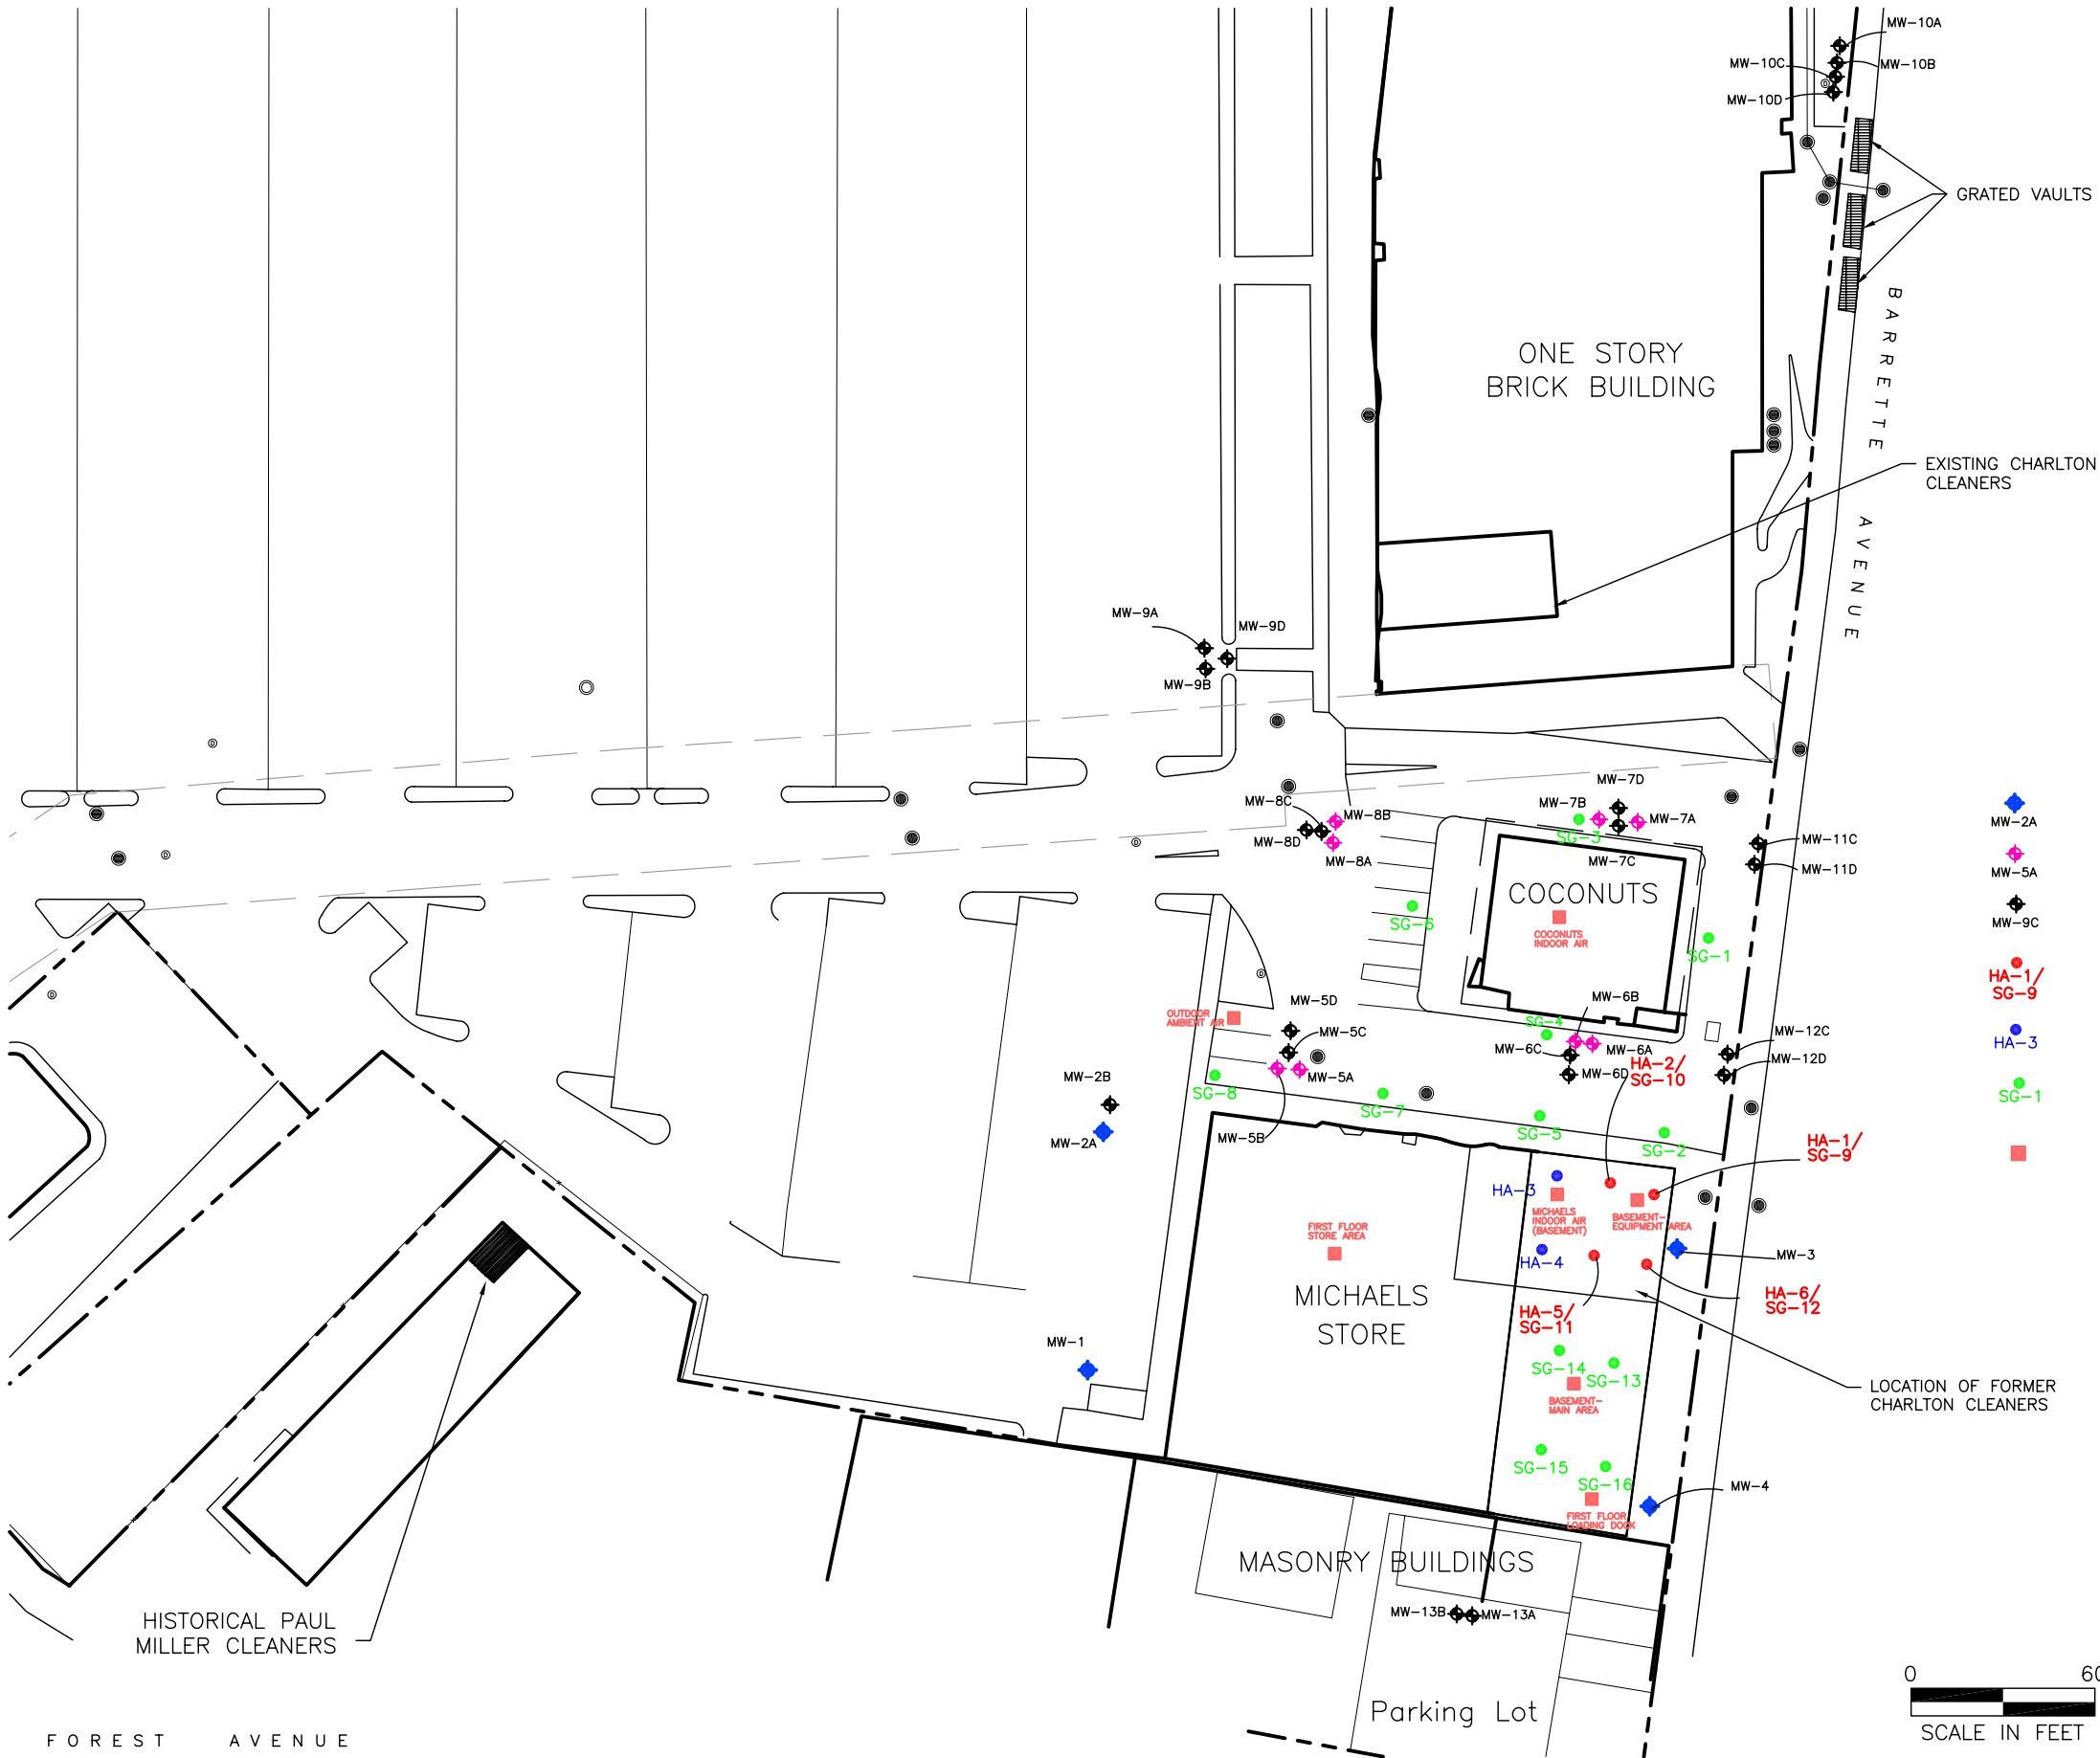 MW-10A
MW-10C
MW-10B
MW-10D
GRATED VAULTS
BARRETTE AVENUE
ONE STORY
BRICK BUILDING
EXISTING CHARLTON
CLEANERS
MW-9A
MW-9D
MW-9B
MW-7D
MW-8C
MW-7B
MW-8B
MW-7A
SG-3
MW-8D
MW-8A
MW-7C
MW-11C
MW-11D
MW-2A
MW-5A
MW-9C
HA-1/
SG-9
HA-3
SG-1
COCONUTS
SG-6
COCONUTS
INDOOR AIR
SG-1
OUTDOOR
AMBIENT AIR
MW-5D
MW-5C
MW-6B
SG-4
MW-6C
MW-6A
MW-12C
MW-12D
MW-6D
HA-2/
SG-10
MW-5A
MW-2B
SG-8
SG-7
SG-5
SG-2
MW-2A
MW-5B
HA-1/
SG-9
HA-3
MICHAELS
INDOOR AIR
(BASEMENT)
BASEMENT-
EQUIPMENT AREA
FIRST FLOOR
STORE AREA
HA-4
MW-3
MICHAELS
STORE
HA-5/
SG-11
HA-6/
SG-12
MW-1
SG-14
SG-13
BASEMENT-
MAIN AREA
LOCATION OF FORMER
CHARLTON CLEANERS
SG-15
SG-16
MW-4
FIRST FLOOR
LOADING DOCK
MASONRY BUILDINGS
MW-13B
MW-13A
HISTORICAL PAUL
MILLER CLEANERS
Parking Lot
FOREST AVENUE
0 60
SCALE IN FEET